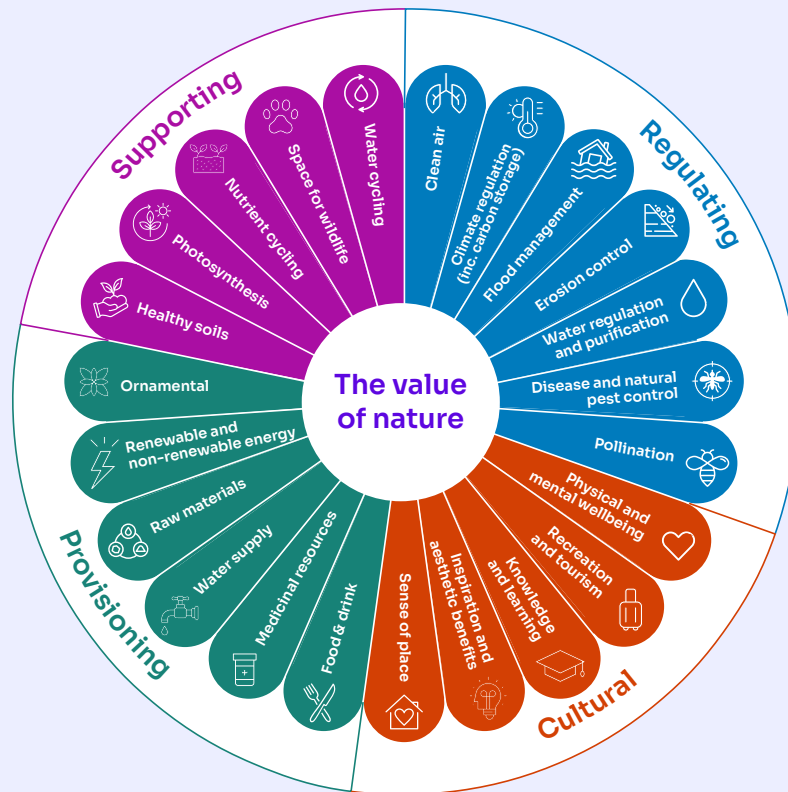 The value
of nature
Supporting
Healthy soils
Photosynthesis
Nutrient cycling
Space for wildlife
Water cycling
Regulating
Clean air
Climate regulation
(inc. carbon storage)
Flood management
Erosion control
Water regulation
and purification
Disease and natural
pest control
Pollination
Cultural
Physical and
mental wellbeing
Recreation
and tourism
Knowledge
and learning
Inspiration and
aesthetic benefits
Sense of place
Provisioning
Food & drink
Medicinal resources
Water supply
Raw materials
Renewable and
non-renewable energy
Ornamental